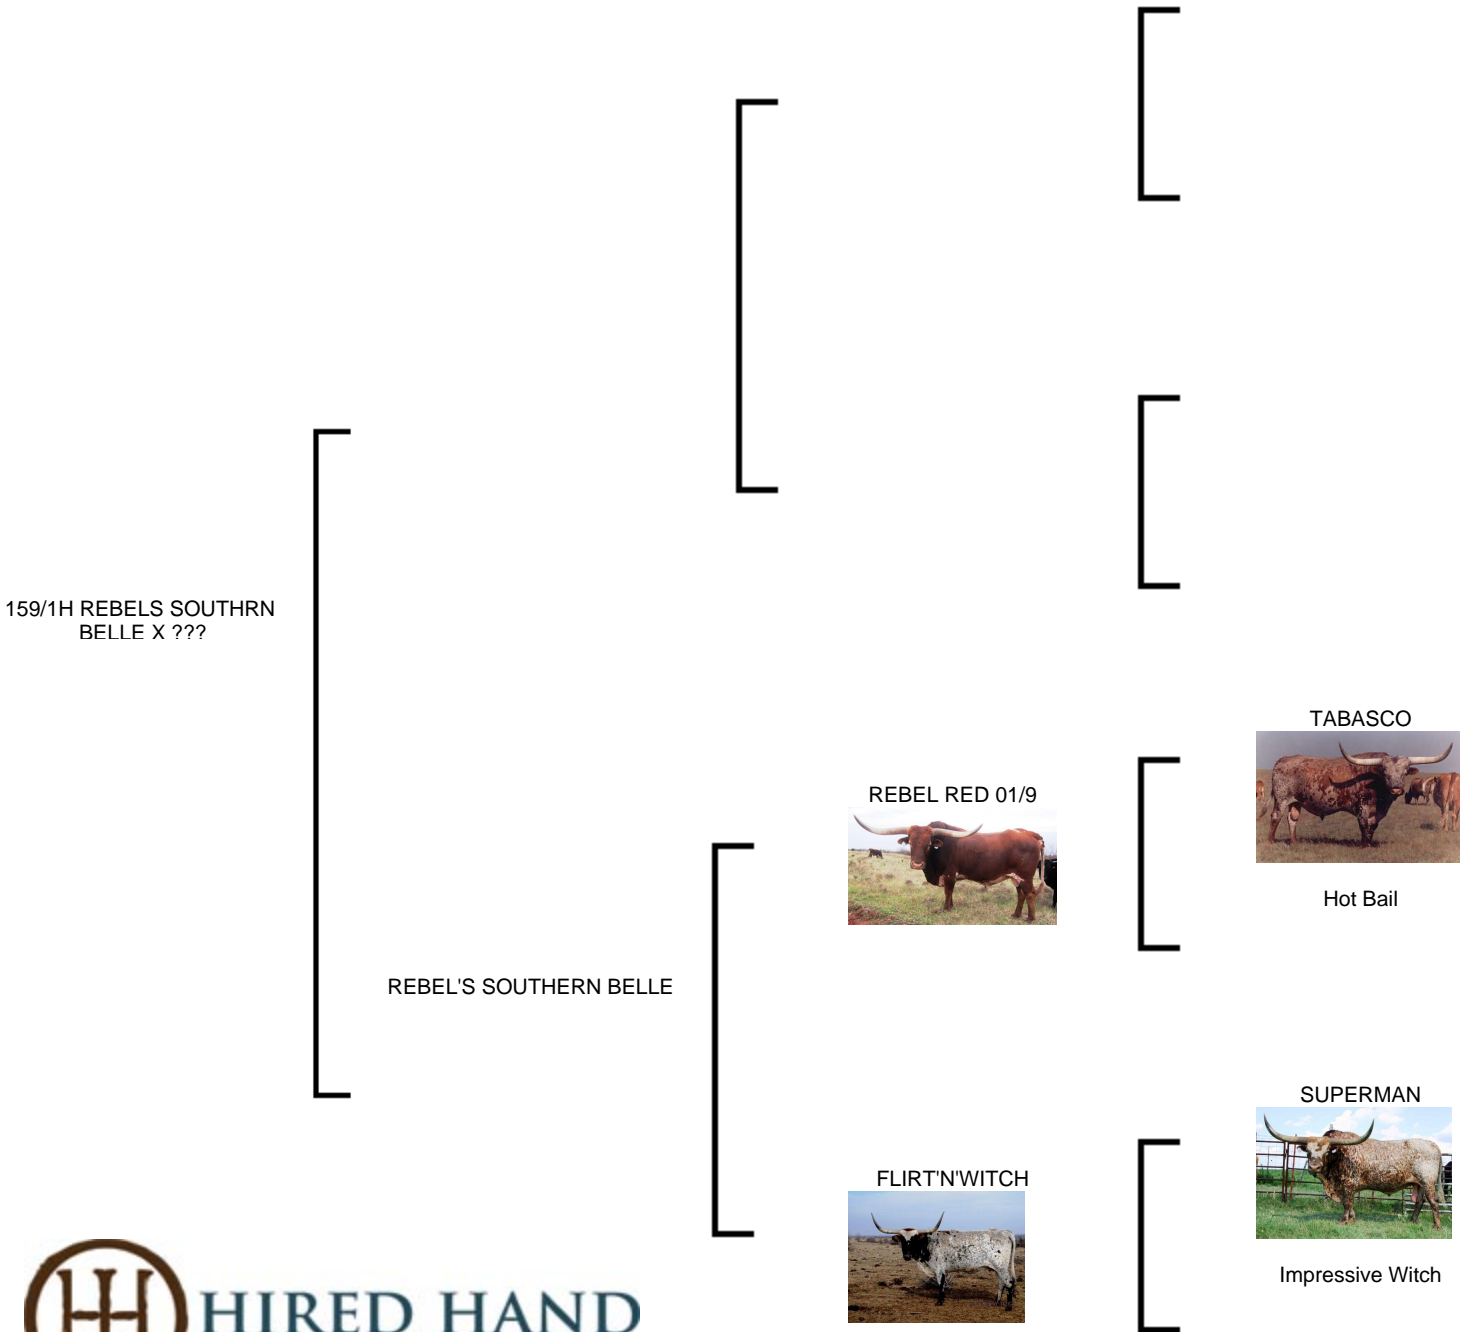 159/1H REBELS SOUTHRN
BELLE X ???
REBEL'S SOUTHERN BELLE
REBEL RED 01/9
FLIRT'N'WITCH
TABASCO
Hot Bail
SUPERMAN
Impressive Witch
HIRED HAND